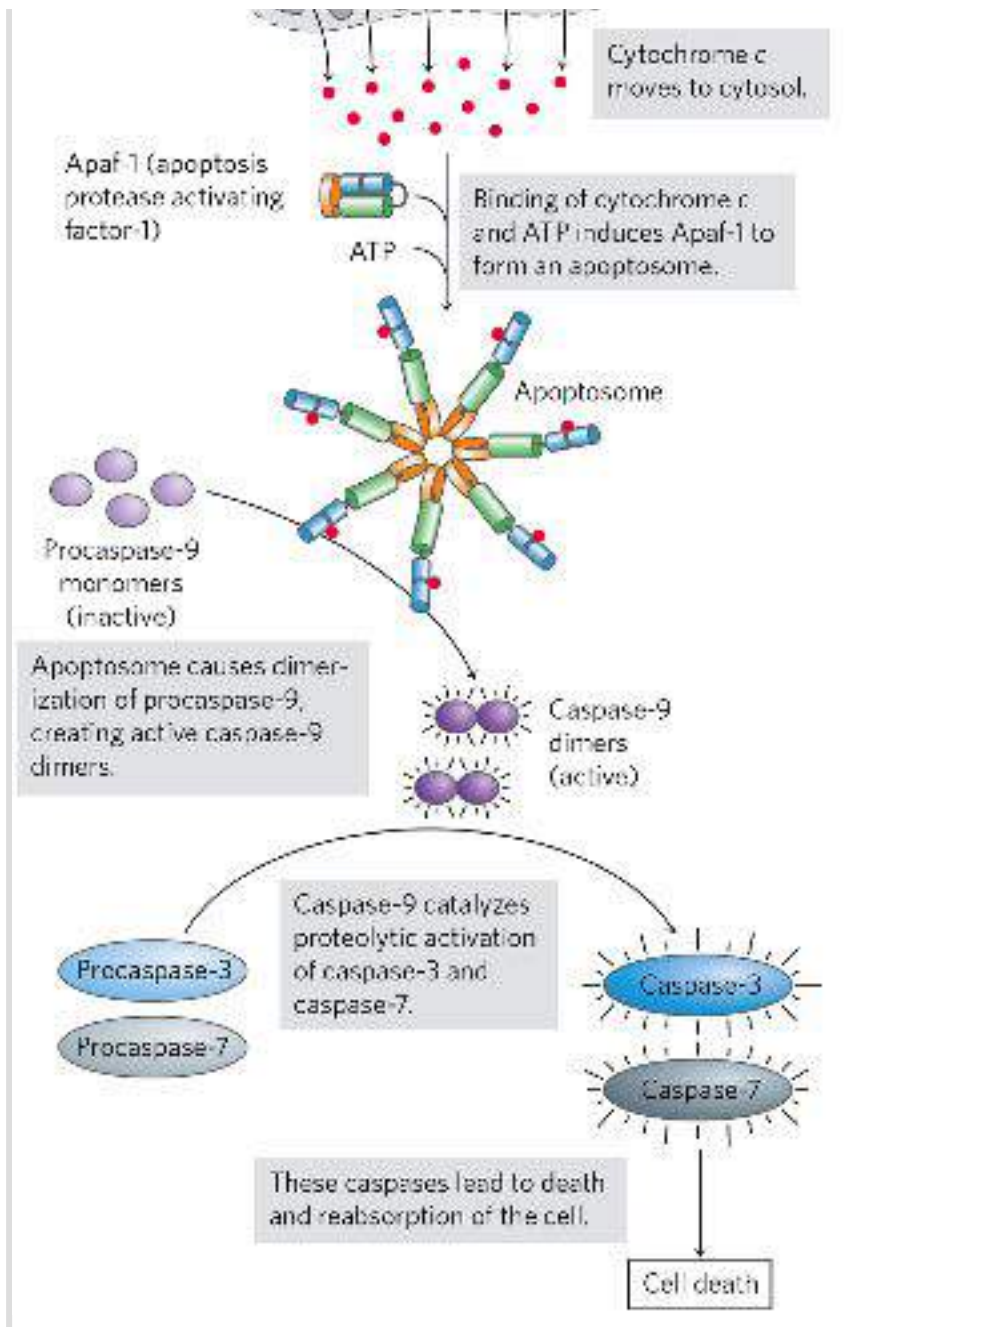 Cytochrome c
moves to cytosol.
Apaf-1 (apoptosis
protease activating
factor-1)
Binding of cytochrome c
and ATP induces Apaf-1 to
form an apoptosome.
ATP
Apoptosome
Procaspase-9
monomers
(inactive)
Apoptosome causes dimer-
ization of procaspase-9,
creating active caspase-9
dimers.
Caspase-9
dimers
(active)
Caspase-9 catalyzes
proteolytic activation
of caspase-3 and
caspase-7.
Procaspase-3
Procaspase-7
Caspase-3
Caspase-7
These caspases lead to death
and reabsorption of the cell.
Cell death